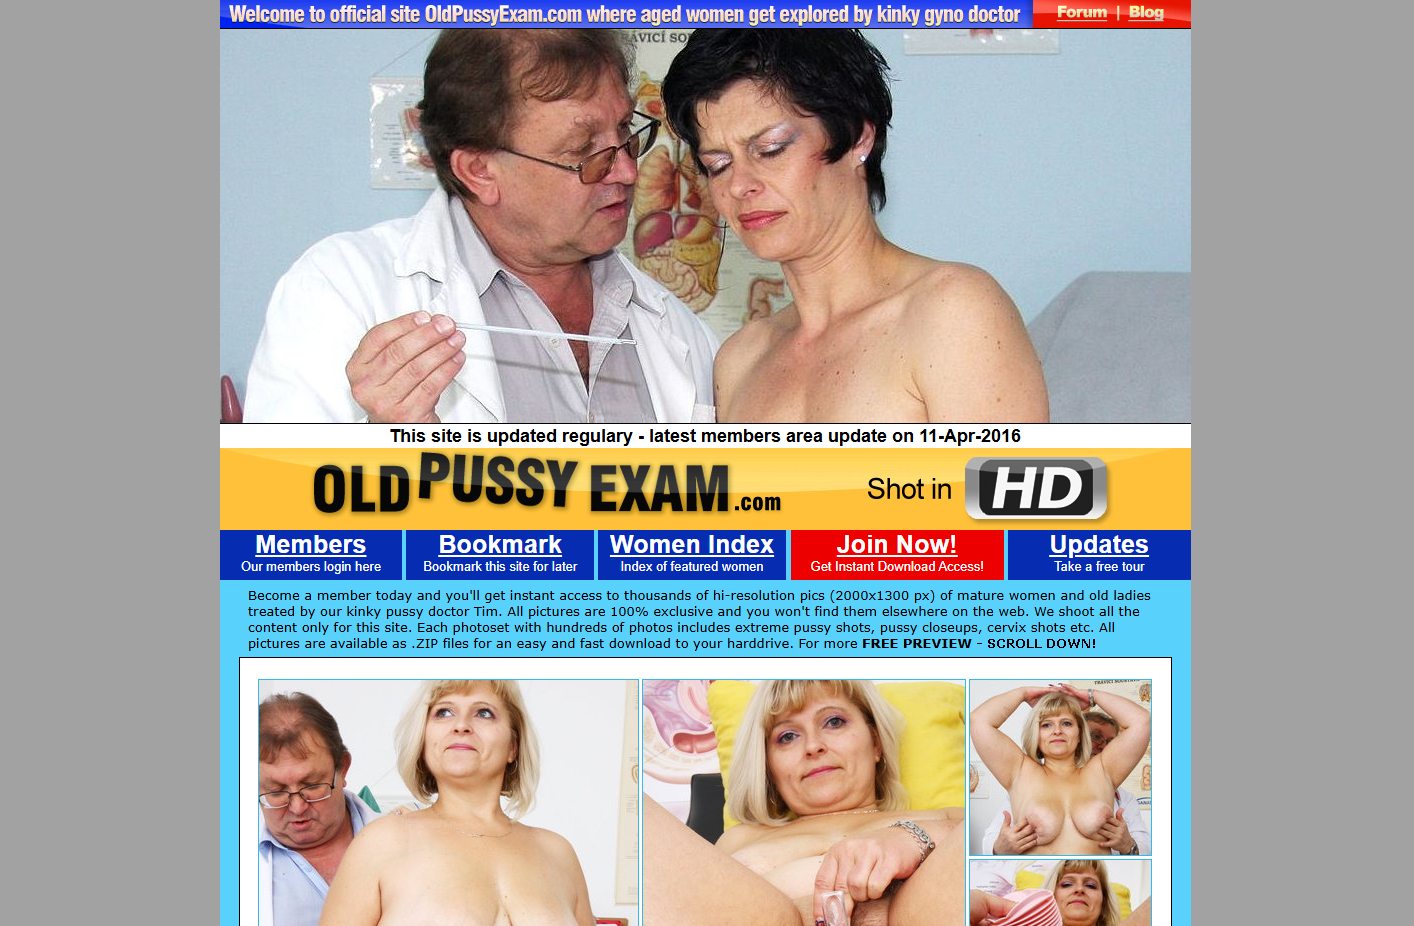 Welcome to official site OldPussyExam.com where aged women get explored by kinky gyno doctor
Forum | Blog
This site is updated regulary - latest members area update on 11-Apr-2016
OLD PUSSY EXAM .com
Shot in HD
Members
Our members login here
Bookmark
Bookmark this site for later
Women Index
Index of featured women
Join Now!
Get Instant Download Access!
Updates
Take a free tour
Become a member today and you'll get instant access to thousands of hi-resolution pics (2000x1300 px) of mature women and old ladies
treated by our kinky pussy doctor Tim. All pictures are 100% exclusive and you won't find them elsewhere on the web. We shoot all the
content only for this site. Each photoset with hundreds of photos includes extreme pussy shots, pussy closeups, cervix shots etc. All
pictures are available as .ZIP files for an easy and fast download to your harddrive. For more FREE PREVIEW - SCROLL DOWN!